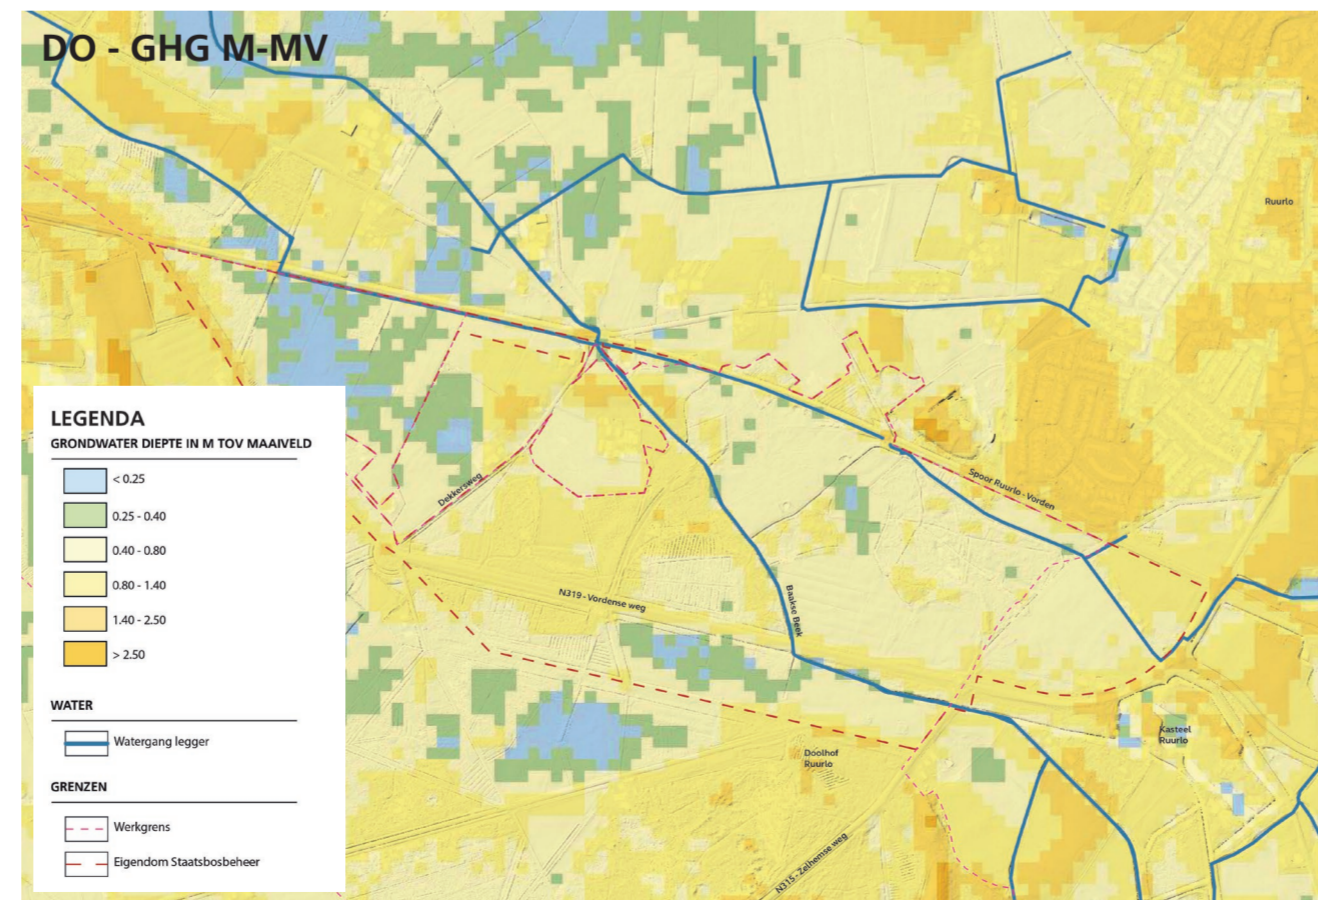 DO - GHG M-MV
Ruurlo
LEGENDA
GRONDWATER DIEPTE IN M TOV MAAIVELD
< 0.25
0.25 - 0.40
0.40 - 0.80
0.80 - 1.40
1.40 - 2.50
> 2.50
WATER
Watergang legger
GRENZEN
Werkgrens
Eigendom Staatsbosbeheer
Dekkersweg
Spoor Ruurlo - Vorden
N319 - Vordense weg
Baakse Beek
Kasteel
Ruurlo
Doolhof
Ruurlo
N315 - Zelhemse weg